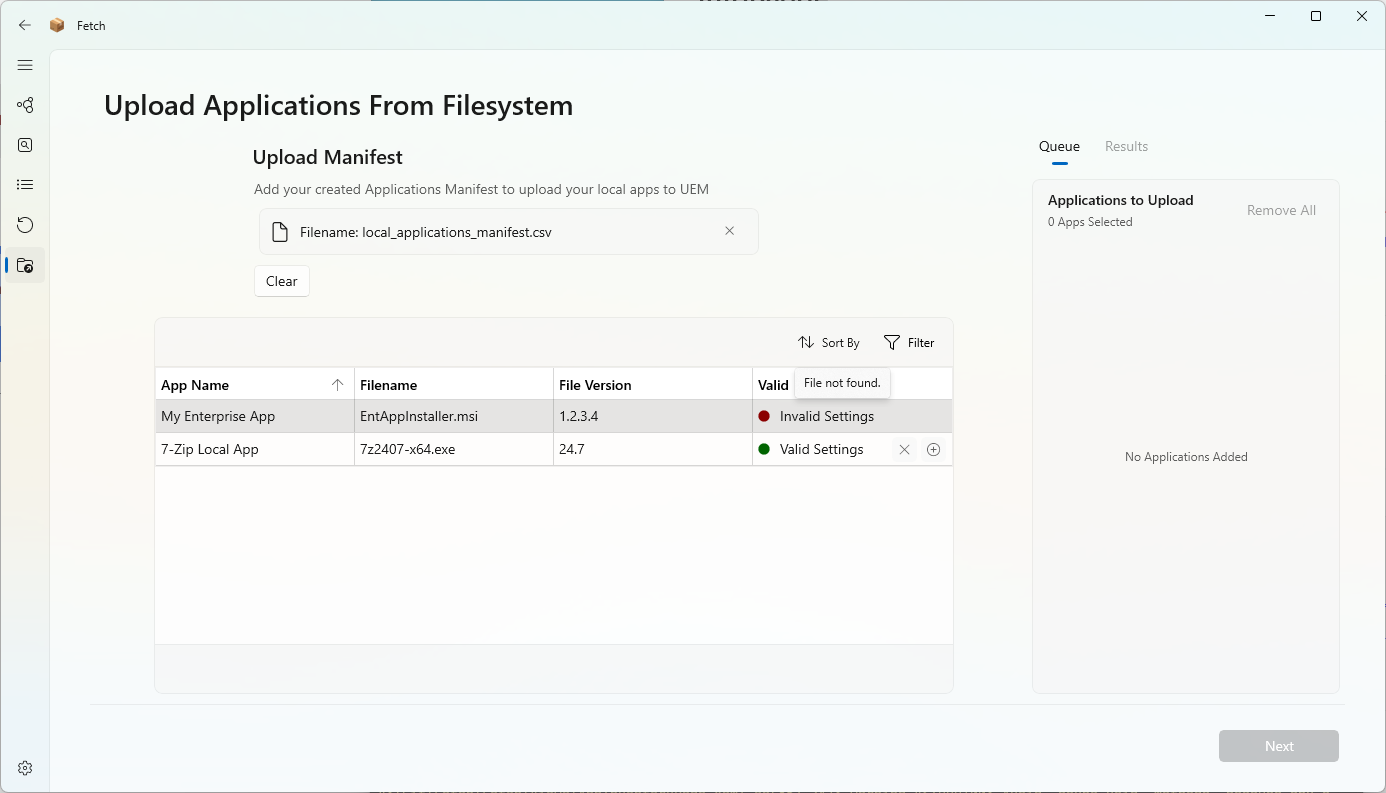 Fetch
Upload Applications From Filesystem
Upload Manifest
Add your created Applications Manifest to upload your local apps to UEM
Filename: local_applications_manifest.csv
Clear
Sort By Filter
App Name Filename File Version Valid
File not found.
My Enterprise App EntAppInstaller.msi 1.2.3.4 Invalid Settings
7-Zip Local App 7z2407-x64.exe 24.7 Valid Settings
Queue Results
Applications to Upload
0 Apps Selected
Remove All
No Applications Added
Next